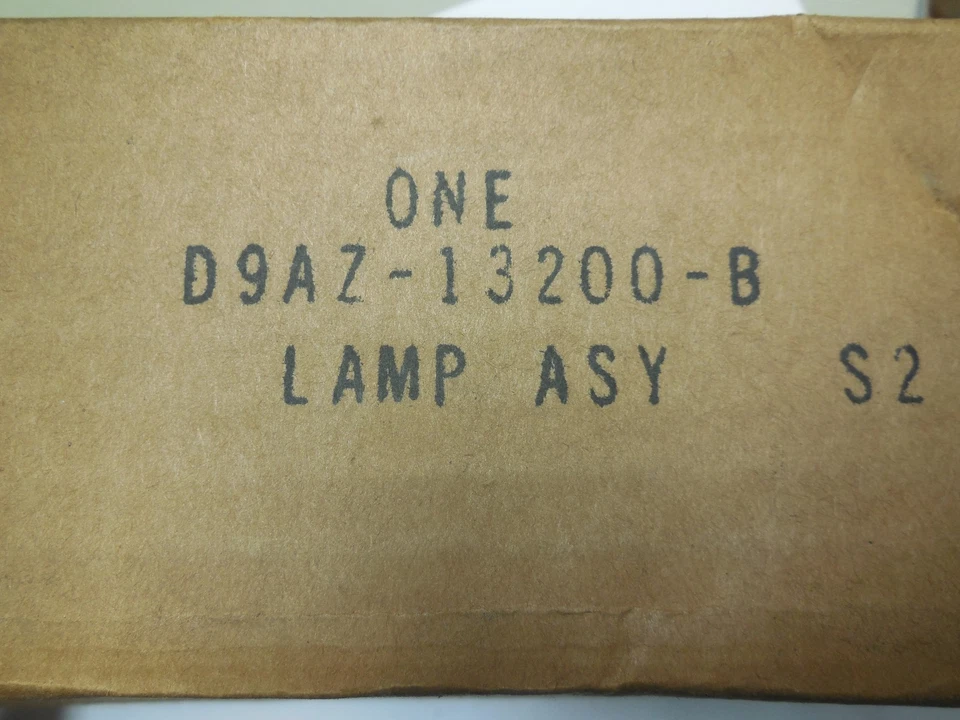 ONE
D9AZ-13200-B
LAMP ASY S2